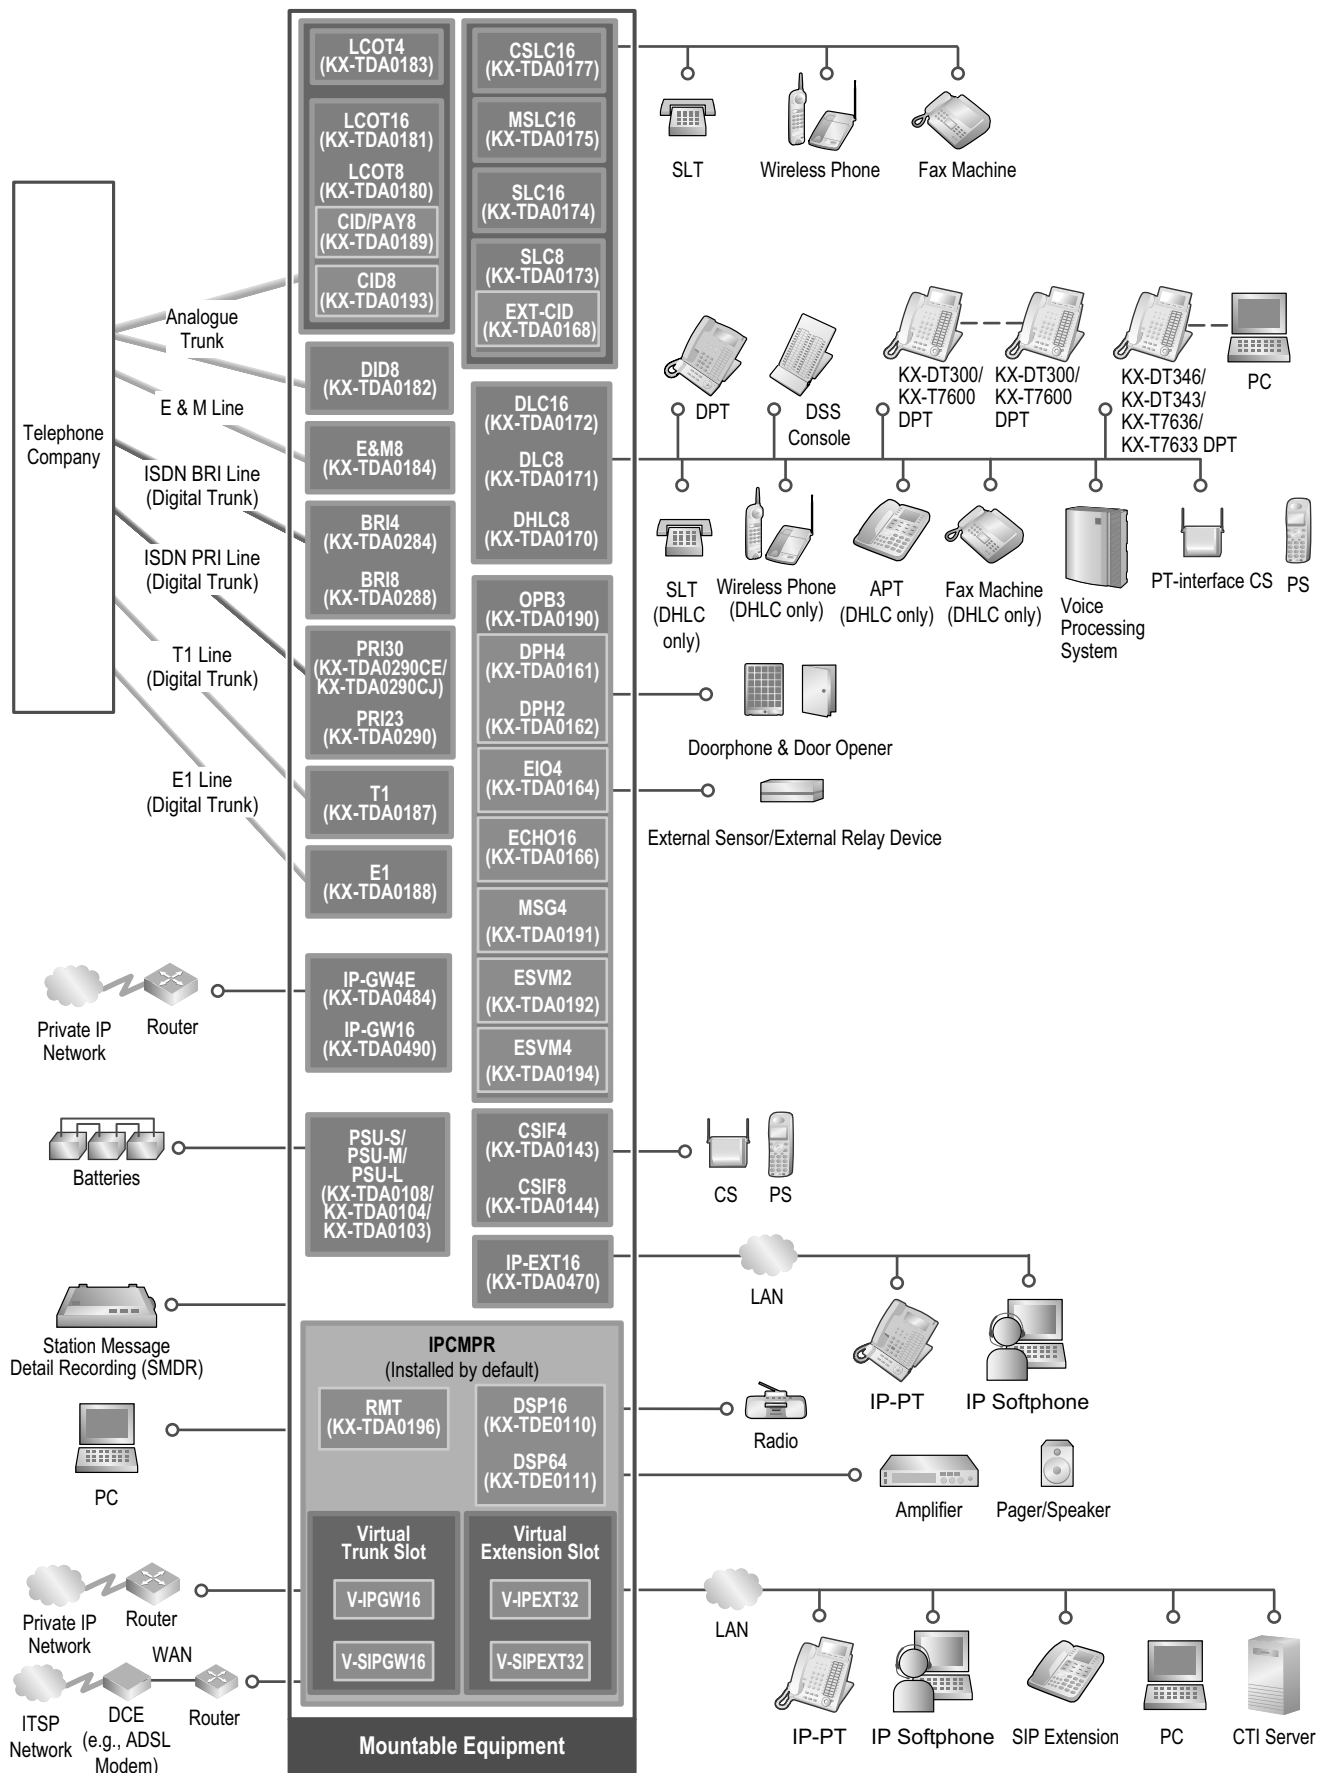 LCOT4
(KX-TDA0183)
LCOT16
(KX-TDA0181)
LCOT8
(KX-TDA0180)
CID/PAY8
(KX-TDA0189)
CID8
(KX-TDA0193)
CSLC16
(KX-TDA0177)
MSLC16
(KX-TDA0175)
SLC16
(KX-TDA0174)
SLC8
(KX-TDA0173)
EXT-CID
(KX-TDA0168)
SLT
Wireless Phone
Fax Machine
Telephone
Company
Analogue
Trunk
E & M Line
ISDN BRI Line
(Digital Trunk)
ISDN PRI Line
(Digital Trunk)
T1 Line
(Digital Trunk)
E1 Line
(Digital Trunk)
DID8
(KX-TDA0182)
E&M8
(KX-TDA0184)
BRI4
(KX-TDA0284)
BRI8
(KX-TDA0288)
PRI30
(KX-TDA0290CE/
KX-TDA0290CJ)
PRI23
(KX-TDA0290)
T1
(KX-TDA0187)
E1
(KX-TDA0188)
DLC16
(KX-TDA0172)
DLC8
(KX-TDA0171)
DHLC8
(KX-TDA0170)
DPT
DSS
Console
KX-DT300/
KX-T7600
DPT
KX-DT300/
KX-T7600
DPT
KX-DT346/
KX-DT343/
KX-T7636/
KX-T7633 DPT
PC
SLT
(DHLC
only)
Wireless Phone
(DHLC only)
APT
(DHLC only)
Fax Machine
(DHLC only)
Voice
Processing
System
PT-interface CS
PS
OPB3
(KX-TDA0190)
DPH4
(KX-TDA0161)
DPH2
(KX-TDA0162)
EIO4
(KX-TDA0164)
ECHO16
(KX-TDA0166)
MSG4
(KX-TDA0191)
ESVM2
(KX-TDA0192)
ESVM4
(KX-TDA0194)
Doorphone & Door Opener
External Sensor/External Relay Device
Private IP
Network
Router
IP-GW4E
(KX-TDA0484)
IP-GW16
(KX-TDA0490)
Batteries
PSU-S/
PSU-M/
PSU-L
(KX-TDA0108/
KX-TDA0104/
KX-TDA0103)
CSIF4
(KX-TDA0143)
CSIF8
(KX-TDA0144)
CS
PS
IP-EXT16
(KX-TDA0470)
LAN
IP-PT
IP Softphone
Station Message
Detail Recording (SMDR)
PC
IPCMPR
(Installed by default)
RMT
(KX-TDA0196)
DSP16
(KX-TDE0110)
DSP64
(KX-TDE0111)
Radio
Amplifier
Pager/Speaker
Virtual
Trunk Slot
V-IPGW16
V-SIPGW16
Virtual
Extension Slot
V-IPEXT32
V-SIPEXT32
Private IP
Network
Router
WAN
ITSP
Network
DCE
(e.g., ADSL
Modem)
Router
LAN
IP-PT
IP Softphone
SIP Extension
PC
CTI Server
Mountable Equipment